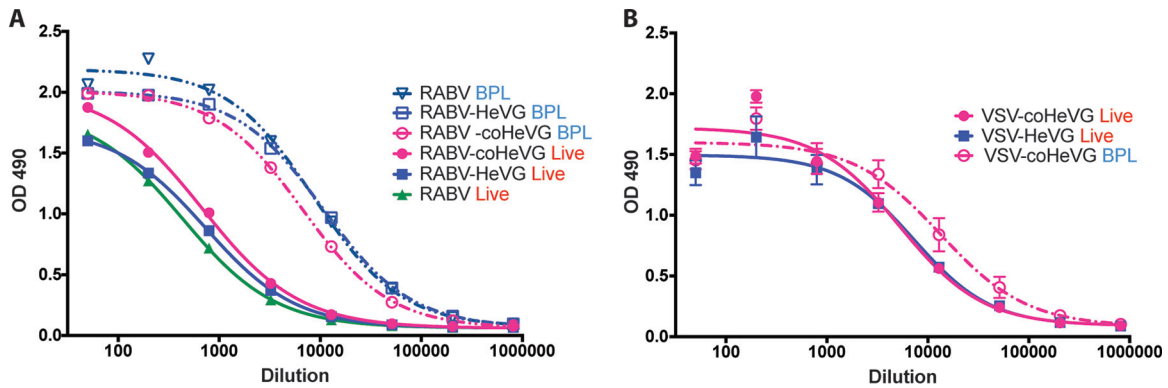 A
2.5
2.0
1.5
1.0
0.5
0.0
OD 490
100 1000 10000 100000 1000000
Dilution
RABV BPL
RABV-HeVG BPL
RABV -coHeVG BPL
RABV-coHeVG Live
RABV-HeVG Live
RABV Live
B
2.5
2.0
1.5
1.0
0.5
0.0
OD 490
100 1000 10000 100000 1000000
Dilution
VSV-coHeVG Live
VSV-HeVG Live
VSV-coHeVG BPL